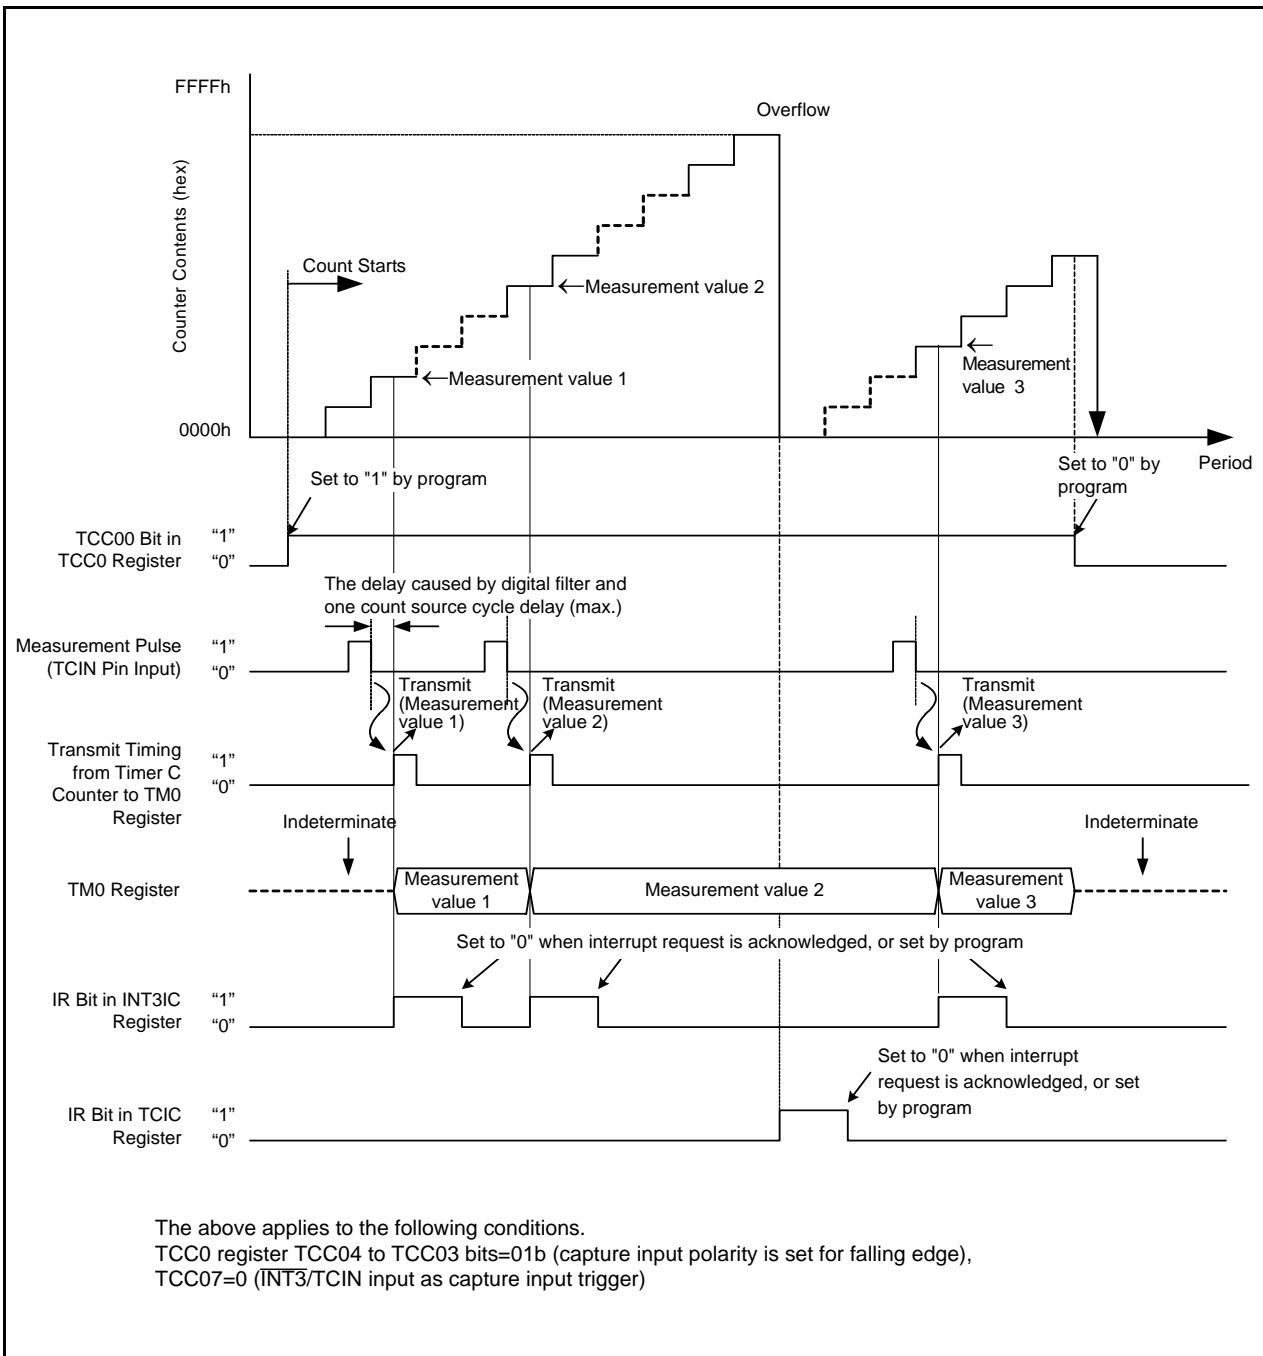 FFFFh
Overflow
Counter Contents (hex)
Count Starts
Measurement value 2
Measurement value 1
Measurement
value 3
0000h
Period
Set to "1" by program
Set to "0" by
program
TCC00 Bit in
TCC0 Register
“1”
“0”
The delay caused by digital filter and
one count source cycle delay (max.)
Measurement Pulse
(TCIN Pin Input)
“1”
“0”
Transmit
(Measurement
value 1)
Transmit
(Measurement
value 2)
Transmit
(Measurement
value 3)
Transmit Timing
from Timer C
Counter to TM0
Register
“1”
“0”
Indeterminate
Indeterminate
TM0 Register
Measurement
value 1
Measurement value 2
Measurement
value 3
Set to "0" when interrupt request is acknowledged, or set by program
IR Bit in INT3IC
Register
“1”
“0”
Set to "0" when interrupt
request is acknowledged, or set
by program
IR Bit in TCIC
Register
“1”
“0”
The above applies to the following conditions.
TCC0 register TCC04 to TCC03 bits=01b (capture input polarity is set for falling edge),
TCC07=0 (INT3/TCIN input as capture input trigger)